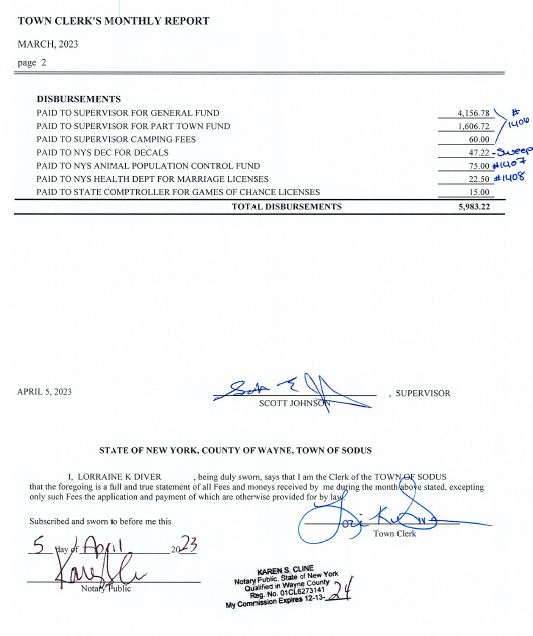 TOWN CLERK'S MONTHLY REPORT
MARCH, 2023
page 2
DISBURSEMENTS
PAID TO SUPERVISOR FOR GENERAL FUND 4,156.78 #
PAID TO SUPERVISOR FOR PART TOWN FUND 1,606.72 1406
PAID TO SUPERVISOR CAMPING FEES 60.00
PAID TO NYS DEC FOR DECALS 47.22 - Sweep
PAID TO NYS ANIMAL POPULATION CONTROL FUND 75.00 #1407
PAID TO NYS HEALTH DEPT FOR MARRIAGE LICENSES 22.50 #1408
PAID TO STATE COMPTROLLER FOR GAMES OF CHANCE LICENSES 15.00
TOTAL DISBURSEMENTS 5,983.22
APRIL 5, 2023 , SUPERVISOR
SCOTT JOHNSON
STATE OF NEW YORK, COUNTY OF WAYNE, TOWN OF SODUS
I, LORRAINE K DIVER , being duly sworn, says that I am the Clerk of the TOWN OF SODUS
that the foregoing is a full and true statement of all Fees and moneys received by me during the month above stated, excepting
only such Fees the application and payment of which are otherwise provided for by law.
Subscribed and sworn to before me this
Town Clerk
5 day of April 2023
Notary Public
KAREN S. CLINE
Notary Public, State of New York
Qualified in Wayne County
Reg. No. 01CL6273141
My Commission Expires 12-13-24